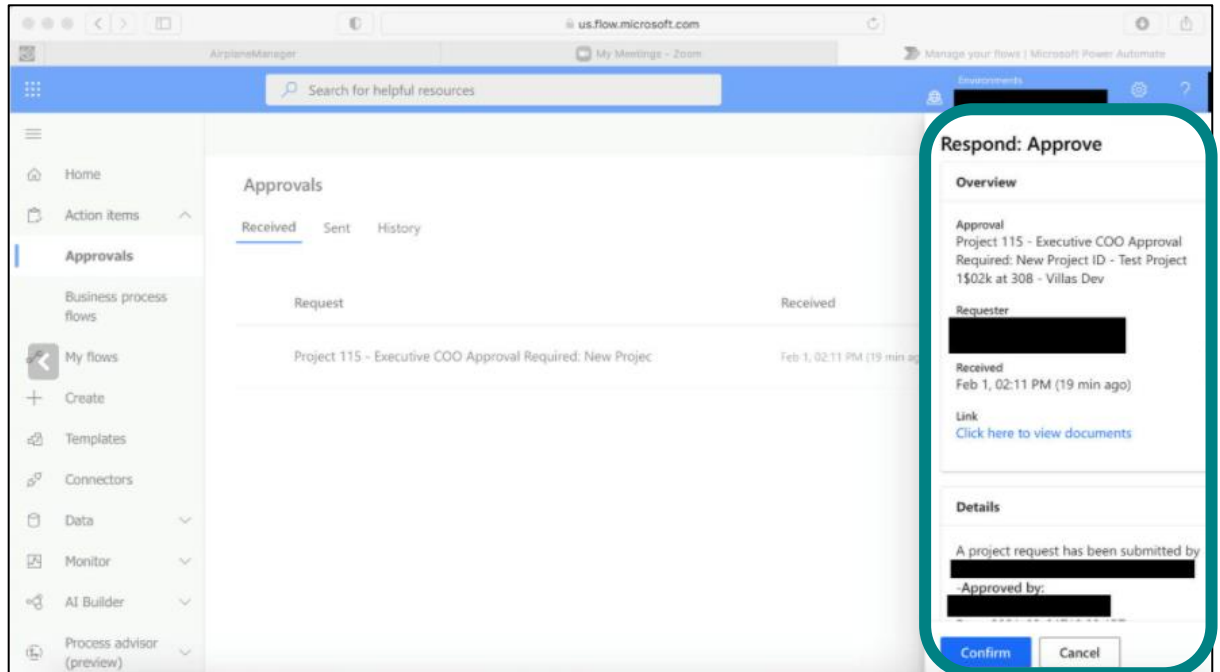 us.flow.microsoft.com
AirplaneManager
My Meetings - Zoom
Manage your flows | Microsoft Power Automate
Search for helpful resources
Environments
?
Home
Action items
Approvals
Business process
flows
My flows
Create
Templates
Connectors
Data
Monitor
AI Builder
Process advisor
(preview)
Approvals
Received Sent History
Request Received
Project 115 - Executive COO Approval Required: New Projec Feb 1, 02:11 PM (19 min ag
Respond: Approve
Overview
Approval
Project 115 - Executive COO Approval
Required: New Project ID - Test Project
1$02k at 308 - Villas Dev
Requester
Received
Feb 1, 02:11 PM (19 min ago)
Link
Click here to view documents
Details
A project request has been submitted by
-Approved by:
Confirm Cancel